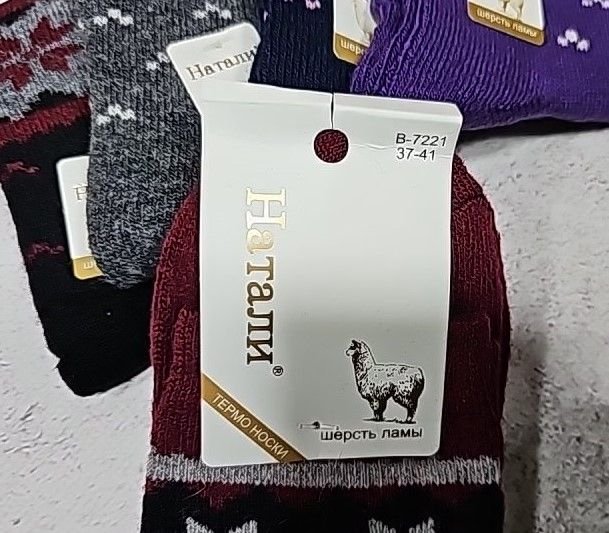 Натали
шерсть ламы
В-7221
37-41
Натали®
ТЕРМО НОСКИ
шерсть ламы